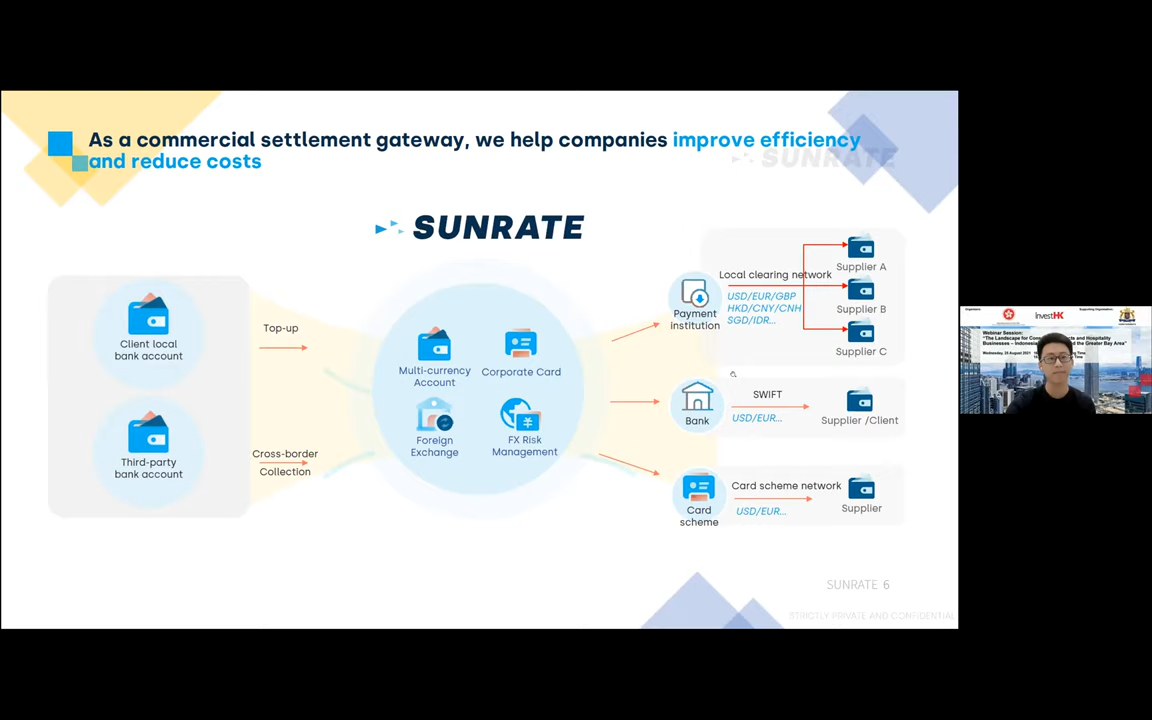 As a commercial settlement gateway, we help companies improve efficiency
and reduce costs
SUNRATE
SUNRATE
Client local
bank account
Third-party
bank account
Top-up
Cross-border
Collection
Multi-currency
Account
Corporate Card
Foreign
Exchange
FX Risk
Management
Payment
institution
Local clearing network
USD/EUR/GBP
HKD/CNY/CNH
SGD/IDR...
Supplier A
Supplier B
Supplier C
Bank
SWIFT
USD/EUR...
Supplier /Client
Card
scheme
Card scheme network
USD/EUR...
Supplier
SUNRATE 6
STRICTLY PRIVATE AND CONFIDENTIAL
InvestHK
Webinar Session:
Wednesday, 25 August 2021